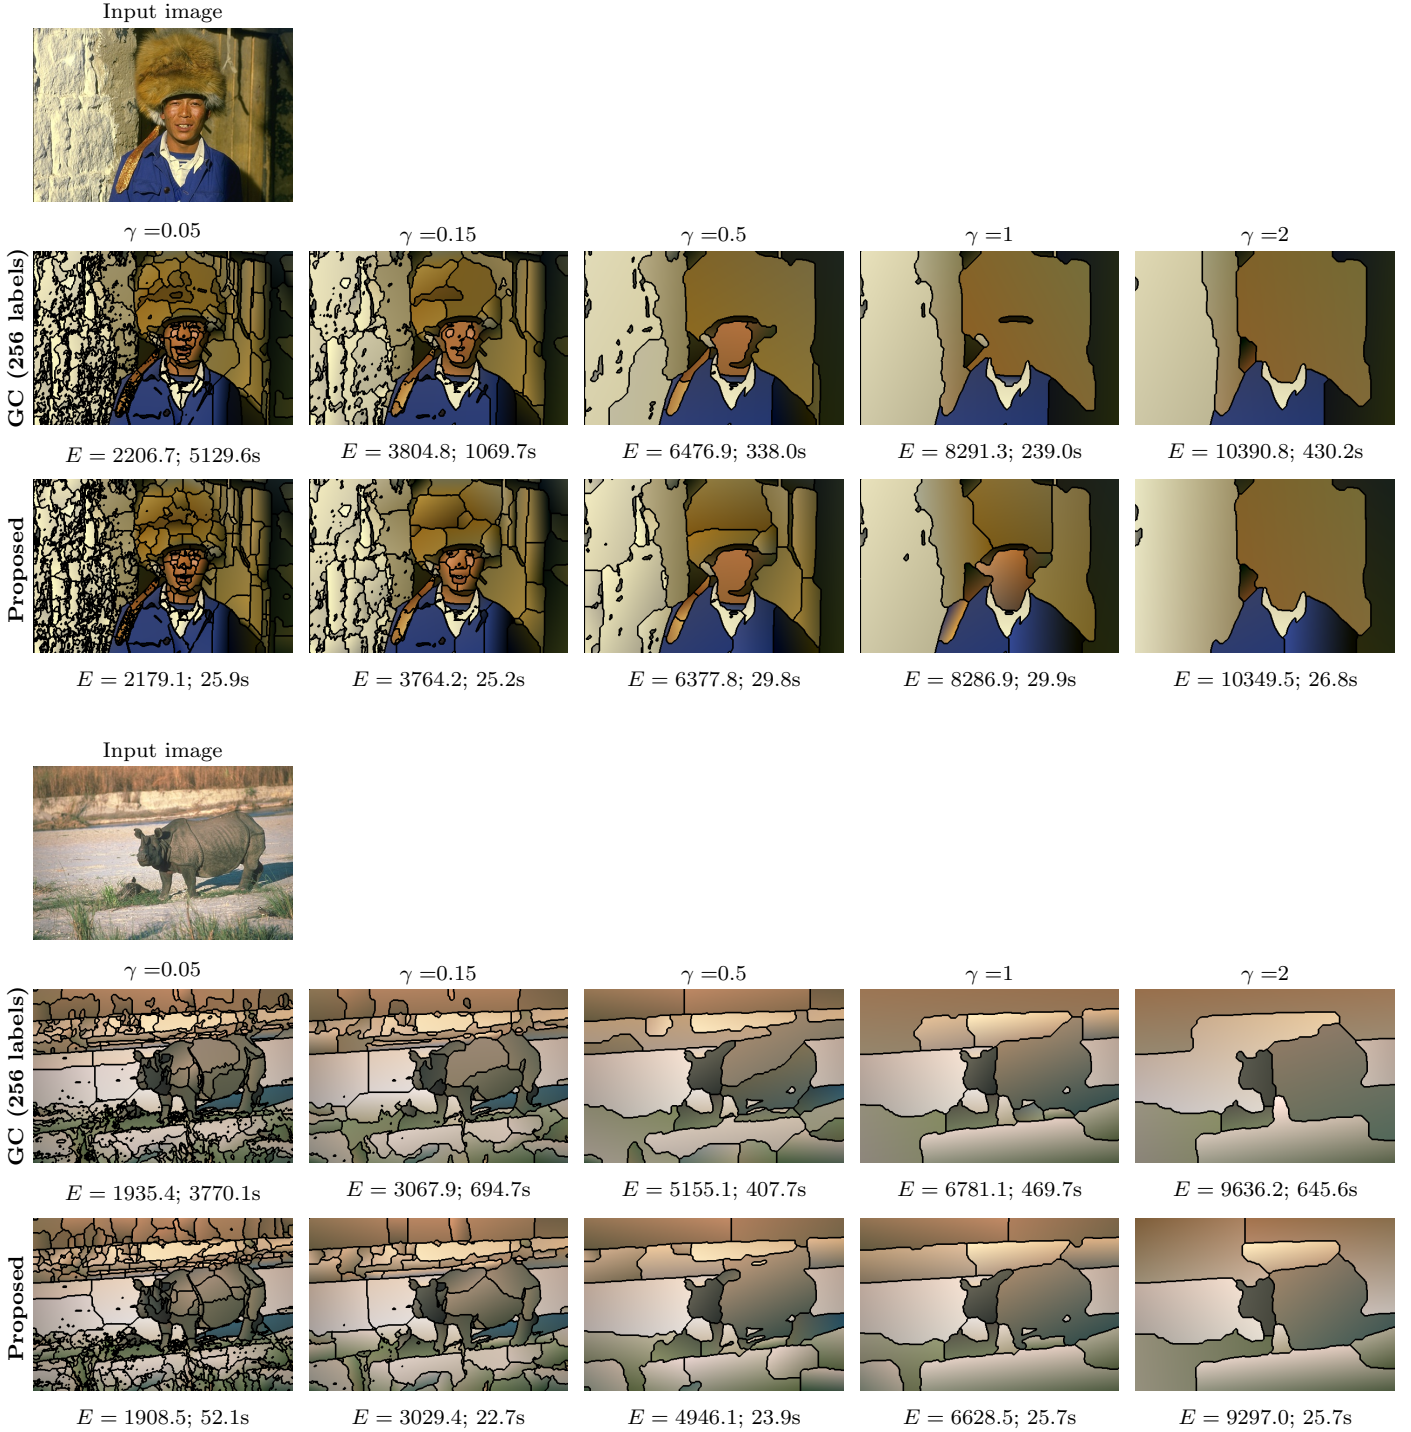 Input image
γ =0.05 γ =0.15 γ =0.5 γ =1 γ =2
GC (256 labels)
E = 2206.7; 5129.6s E = 3804.8; 1069.7s E = 6476.9; 338.0s E = 8291.3; 239.0s E = 10390.8; 430.2s
Proposed
E = 2179.1; 25.9s E = 3764.2; 25.2s E = 6377.8; 29.8s E = 8286.9; 29.9s E = 10349.5; 26.8s
Input image
γ =0.05 γ =0.15 γ =0.5 γ =1 γ =2
GC (256 labels)
E = 1935.4; 3770.1s E = 3067.9; 694.7s E = 5155.1; 407.7s E = 6781.1; 469.7s E = 9636.2; 645.6s
Proposed
E = 1908.5; 52.1s E = 3029.4; 22.7s E = 4946.1; 23.9s E = 6628.5; 25.7s E = 9297.0; 25.7s